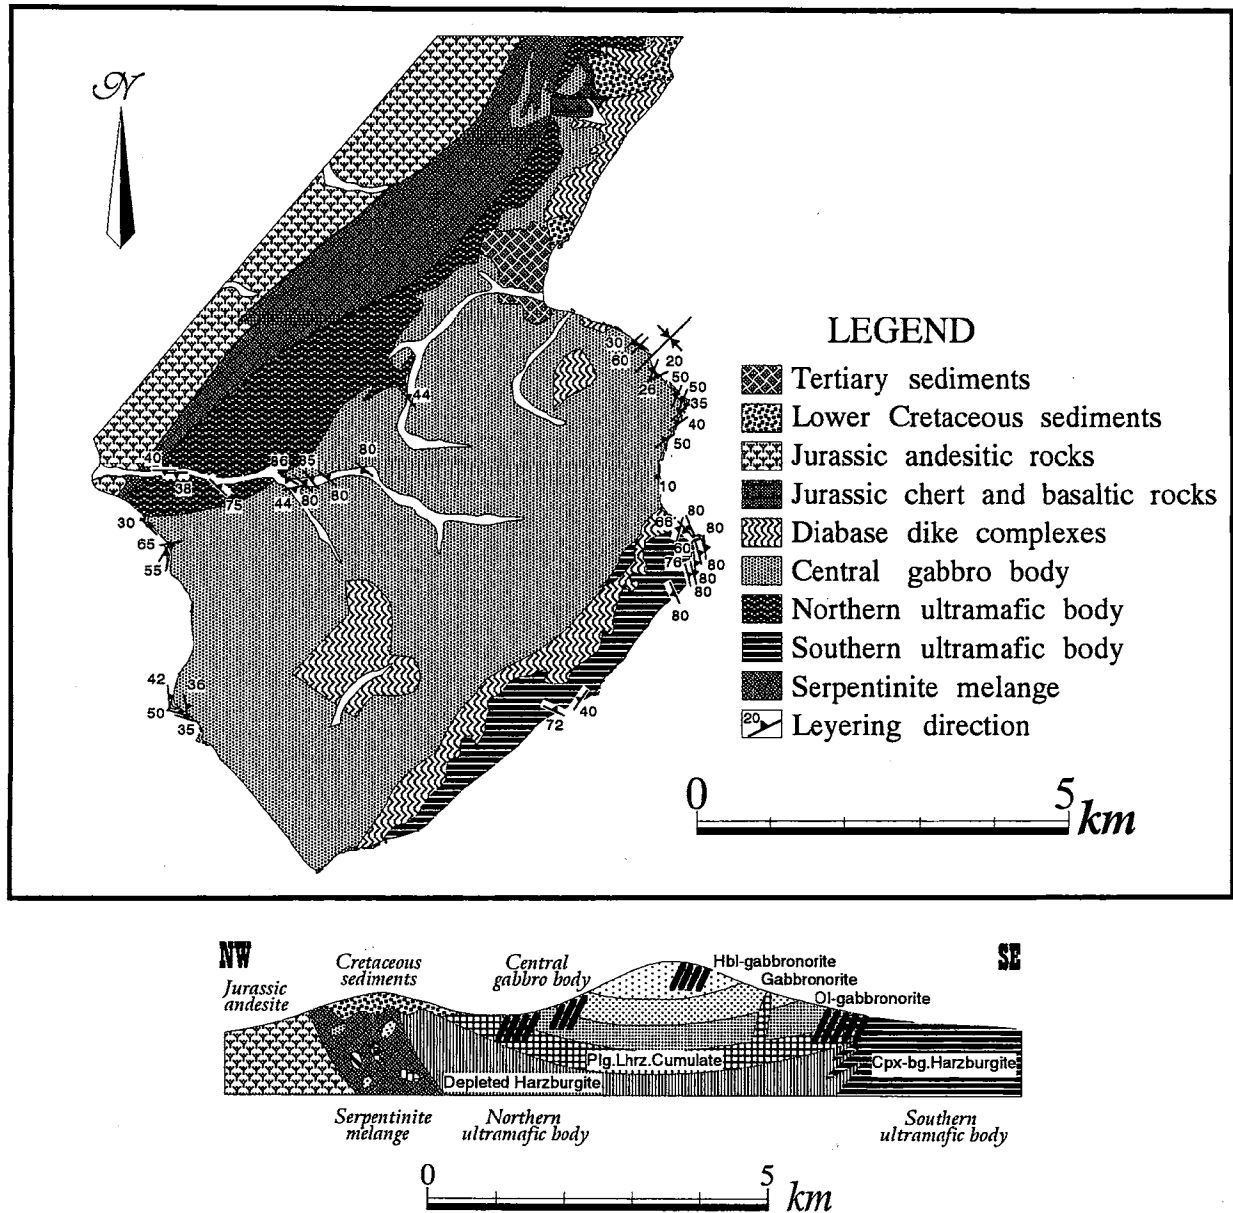 N
LEGEND
Tertiary sediments
Lower Cretaceous sediments
Jurassic andesitic rocks
Jurassic chert and basaltic rocks
Diabase dike complexes
Central gabbro body
Northern ultramafic body
Southern ultramafic body
Serpentinite melange
20 Leyering direction
0 5 km
30
60
20
50
26
50
35
40
50
44
10
40
38
75
86
35
44
80
80
80
30
65
55
66
80
80
60
76
80
80
80
80
42
36
50
35
72
40
NW
SE
Jurassic
andesite
Cretaceous
sediments
Central
gabbro body
Hbl-gabbronorite
Gabbronorite
Ol-gabbronorite
Plg.Lhrz.Cumulate
Depleted Harzburgite
Cpx-bg.Harzburgite
Serpentinite
melange
Northern
ultramafic body
Southern
ultramafic body
0 5 km